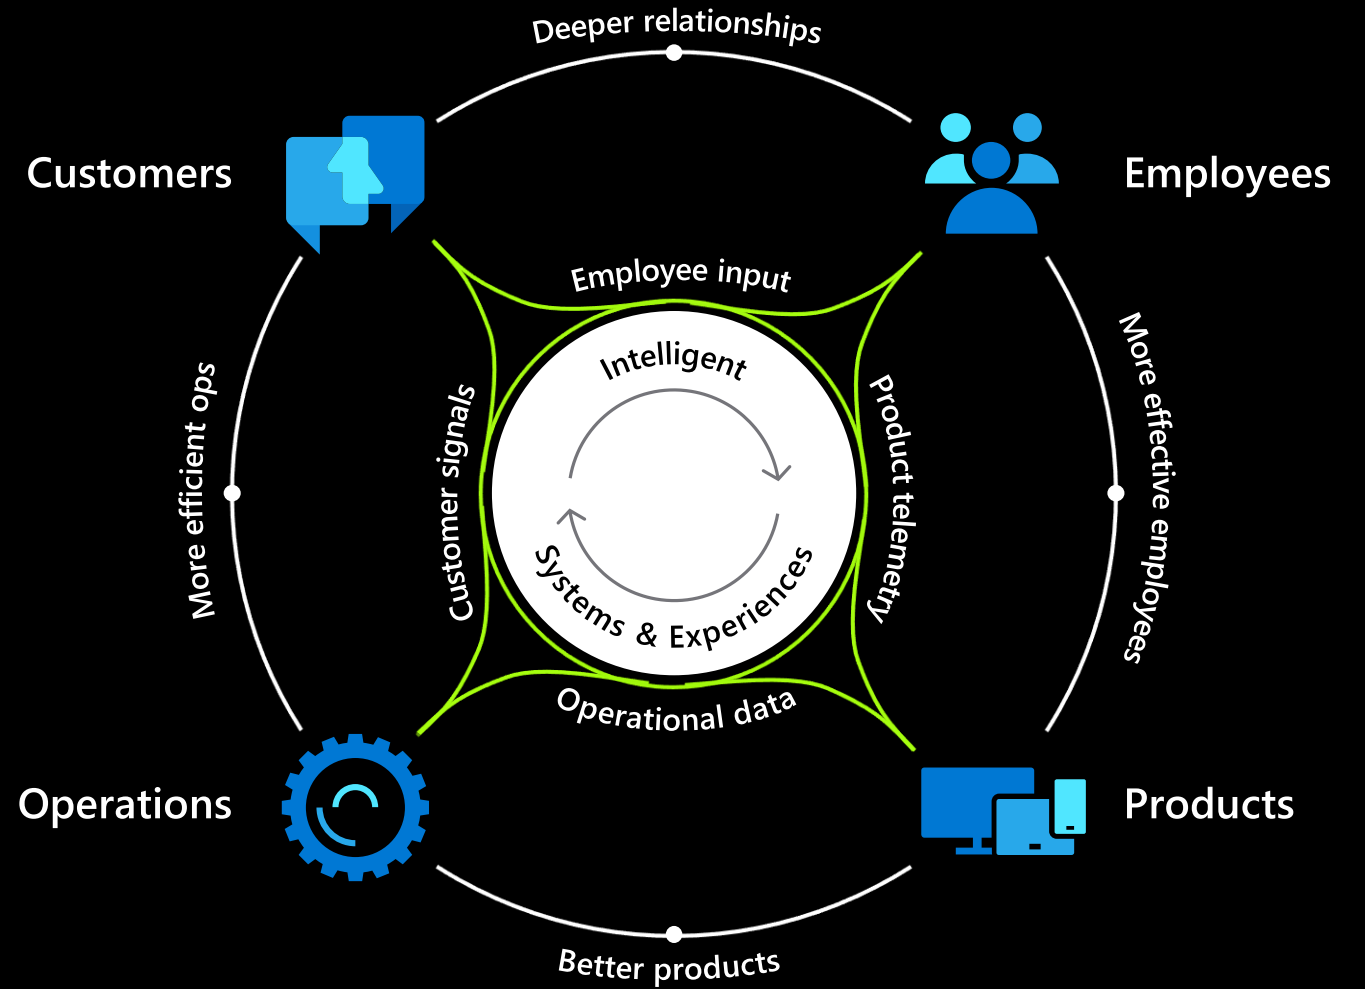 Deeper relationships
Customers
Employees
Employee input
Intelligent
More efficient ops
Customer signals
Product telemetry
More effective employees
Systems & Experiences
Operational data
Operations
Products
Better products